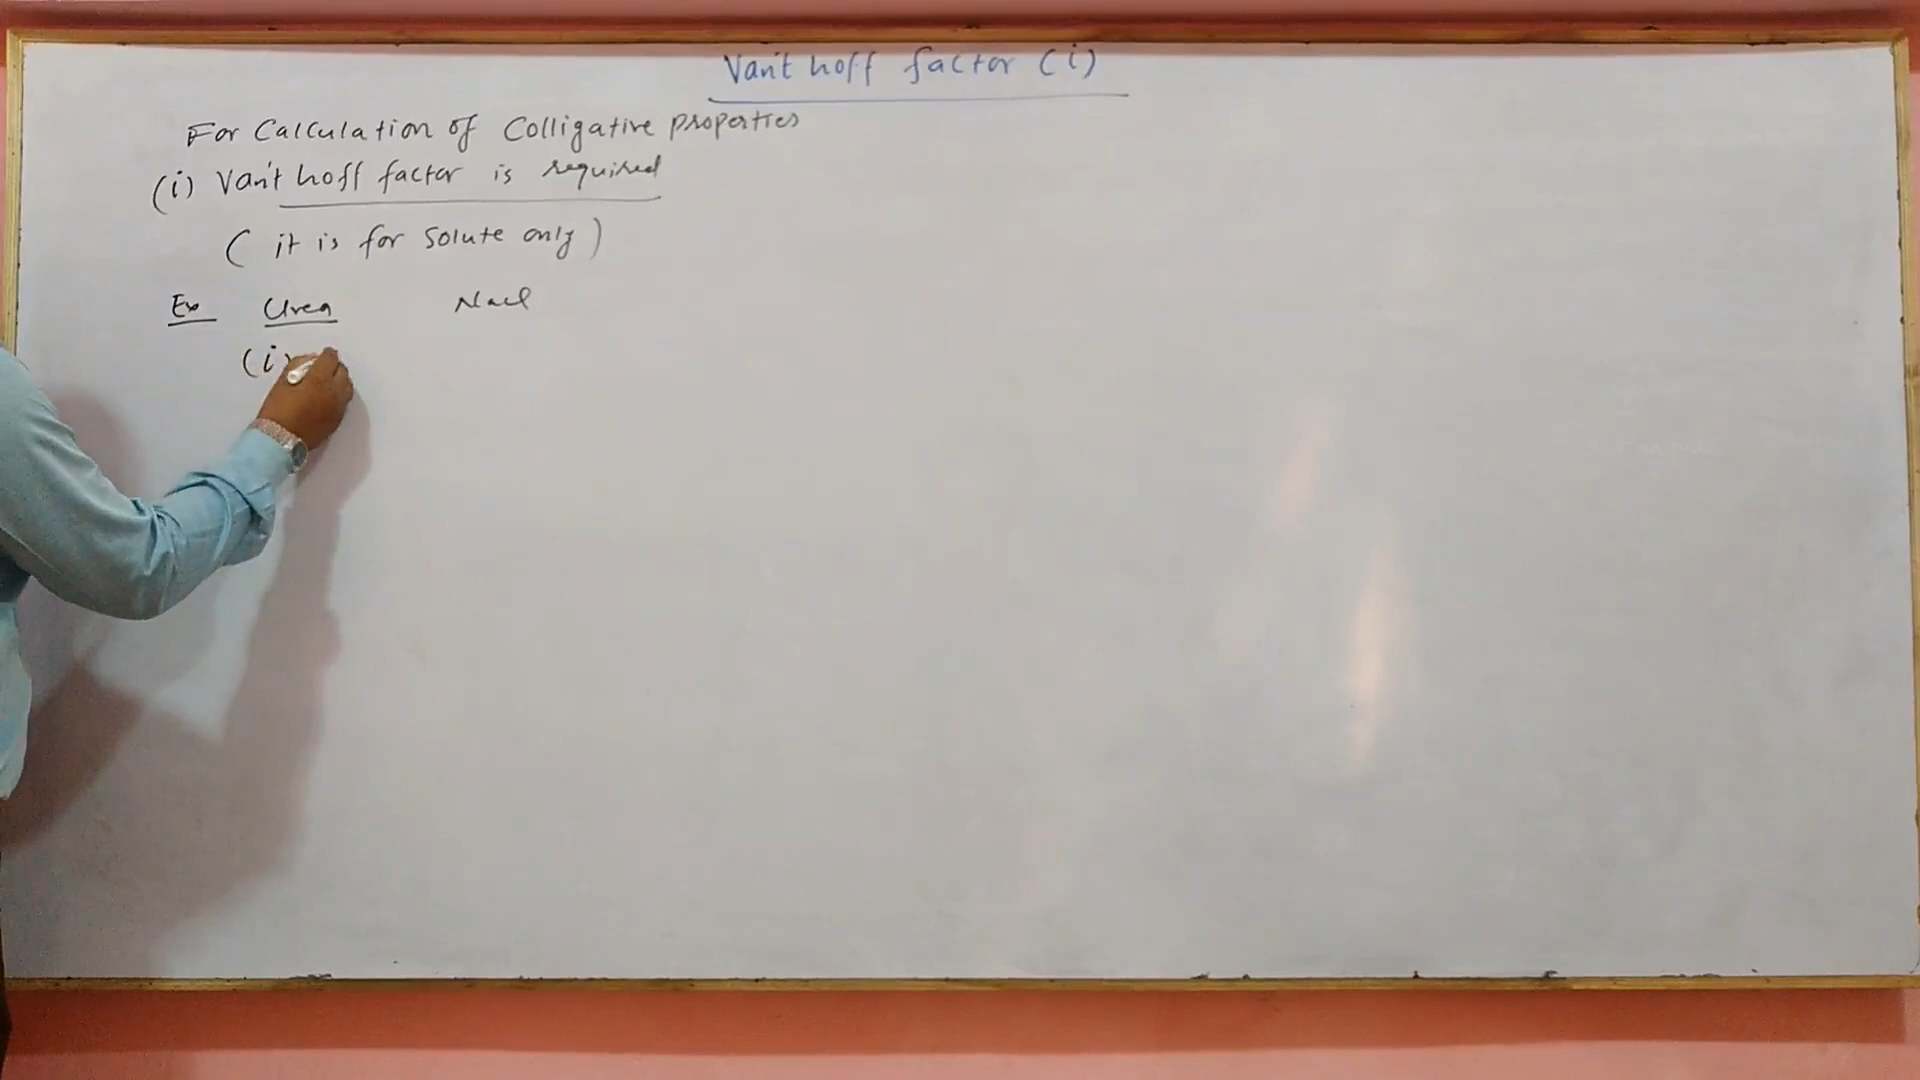 Van't hoff factor (i)
For Calculation of Colligative properties
(i) Van't hoff factor is required
( it is for solute only )
Ex Urea NaCl
(i)